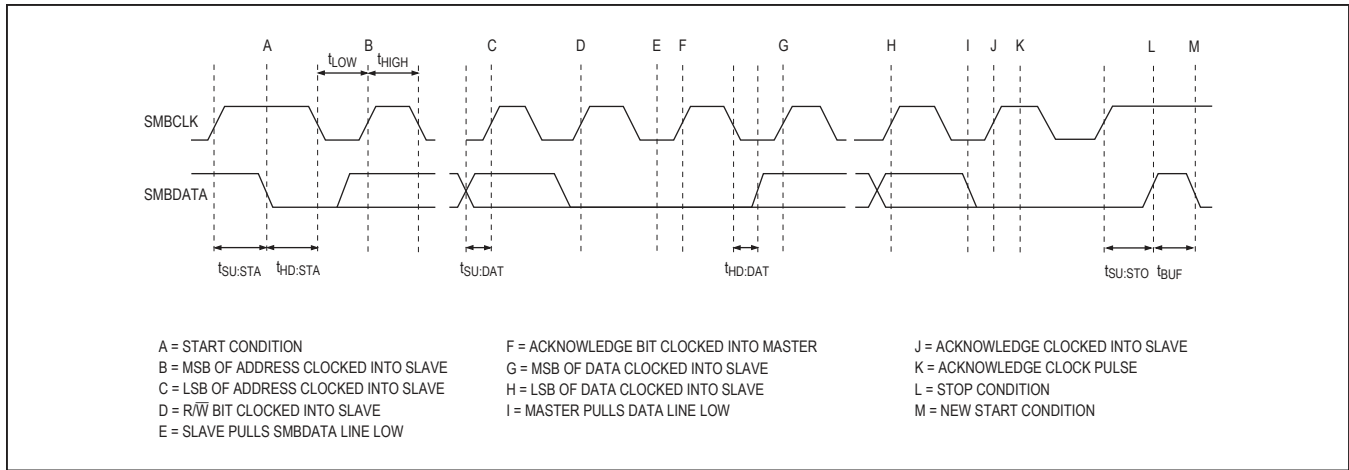 A B C D E F G H I J K L M
tLOW tHIGH
SMBCLK
SMBDATA
tSU:STA tHD:STA tSU:DAT tHD:DAT tSU:STO tBUF
A = START CONDITION
B = MSB OF ADDRESS CLOCKED INTO SLAVE
C = LSB OF ADDRESS CLOCKED INTO SLAVE
D = R/W̅ BIT CLOCKED INTO SLAVE
E = SLAVE PULLS SMBDATA LINE LOW
F = ACKNOWLEDGE BIT CLOCKED INTO MASTER
G = MSB OF DATA CLOCKED INTO SLAVE
H = LSB OF DATA CLOCKED INTO SLAVE
I = MASTER PULLS DATA LINE LOW
J = ACKNOWLEDGE CLOCKED INTO SLAVE
K = ACKNOWLEDGE CLOCK PULSE
L = STOP CONDITION
M = NEW START CONDITION